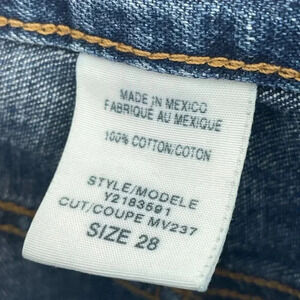 MADE IN MEXICO
FABRIQUÉ AU MEXIQUE
100% COTTON/COTON
STYLE/MODELE
Y2183591
CUT/COUPE MV237
SIZE 28